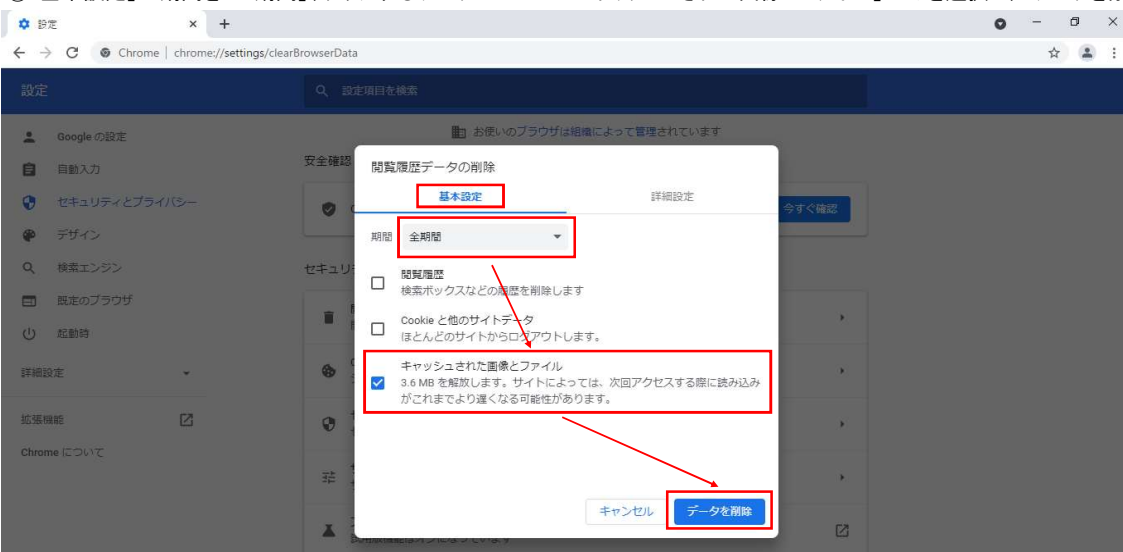 設定
Chrome | chrome://settings/clearBrowserData
設定
設定項目を検索
お使いのブラウザは組織によって管理されています
Google の設定
自動入力
セキュリティとプライバシー
デザイン
検索エンジン
既定のブラウザ
起動時
詳細設定
拡張機能
Chrome について
安全確認
今すぐ確認
セキュリ
閲覧履歴データの削除
基本設定
詳細設定
期間
全期間
閲覧履歴
検索ボックスなどの履歴を削除します
Cookie と他のサイトデータ
ほとんどのサイトからログアウトします。
キャッシュされた画像とファイル
3.6 MB を解放します。サイトによっては、次回アクセスする際に読み込み
がこれまでより遅くなる可能性があります。
キャンセル
データを削除